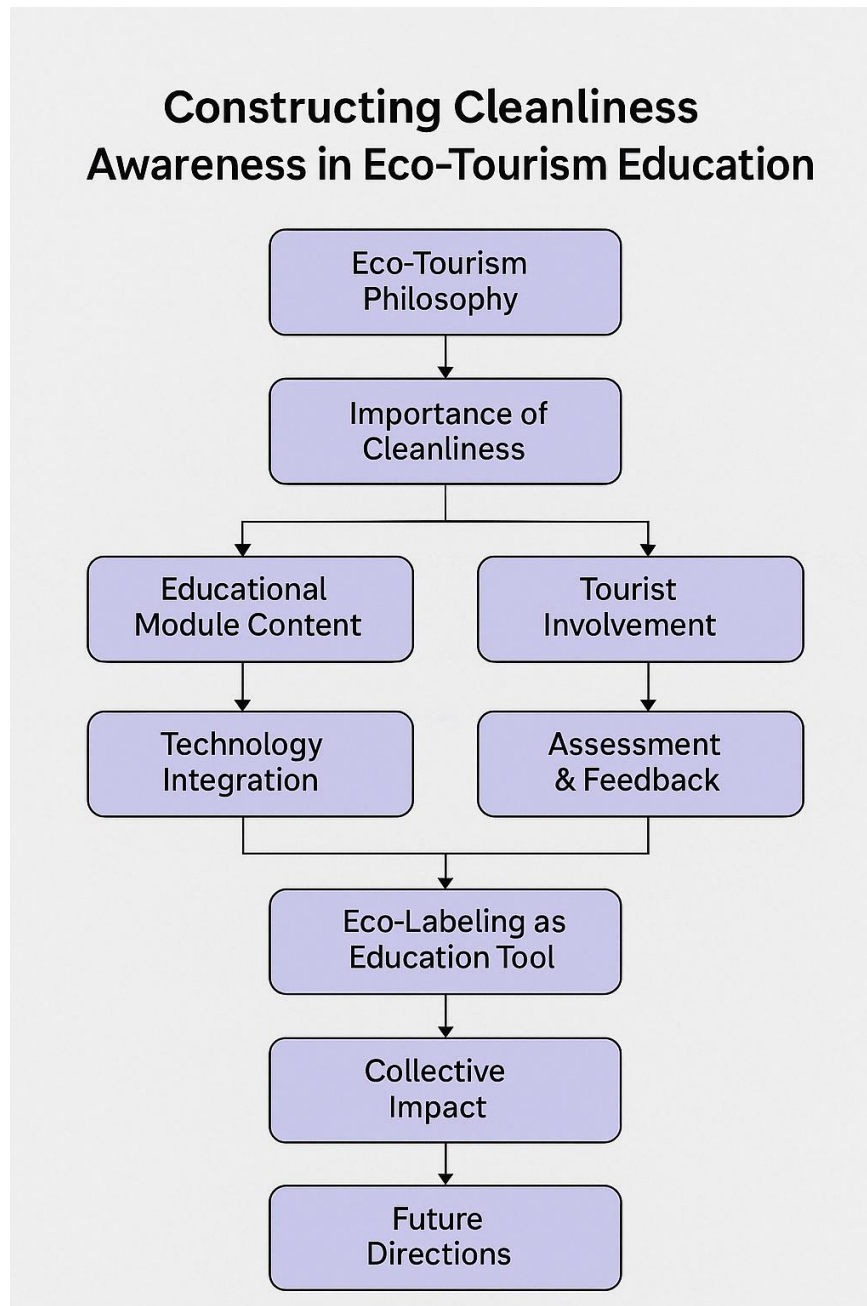 Constructing Cleanliness
Awareness in Eco-Tourism Education
Eco-Tourism
Philosophy
Importance of
Cleanliness
Educational
Module Content
Tourist
Involvement
Technology
Integration
Assessment
& Feedback
Eco-Labeling as
Education Tool
Collective
Impact
Future
Directions